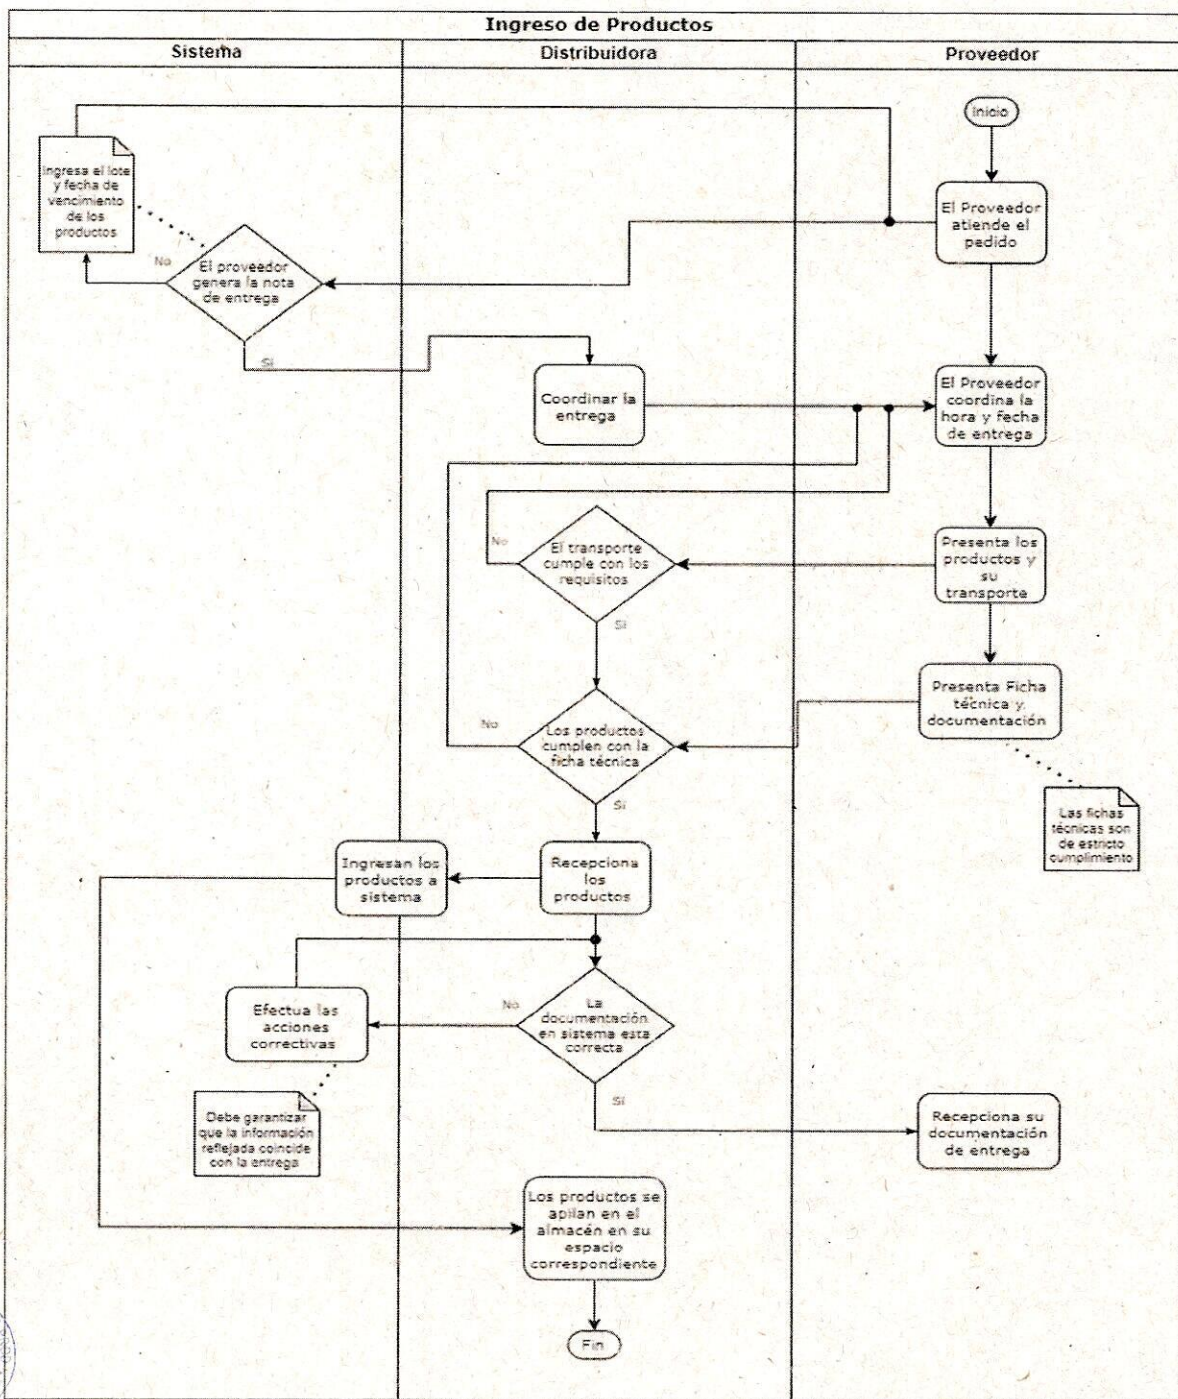 Ingreso de Productos
Sistema
Distribuidora
Proveedor
Inicio
Ingresa el lote
y fecha de
vencimiento
de los
productos
El Proveedor
atiende el
pedido
No
El proveedor
genera la nota
de entrega
Si
Coordinar la
entrega
El Proveedor
coordina la
hora y fecha
de entrega
No
El transporte
cumple con los
requisitos
Presenta los
productos y
su
transporte
Si
Presenta Ficha
técnica y
documentación
No
Los productos
cumplen con la
ficha técnica
Si
Las fichas
técnicas son
de estricto
cumplimiento
Ingresan los
productos a
sistema
Recepciona
los
productos
Efectua las
acciones
correctivas
No
La
documentación
en sistema esta
correcta
Si
Debe garantizar
que la información
reflejada coincide
con la entrega
Recepciona su
documentación
de entrega
Los productos se
apilan en el
almacén en su
espacio
correspondiente
Fin